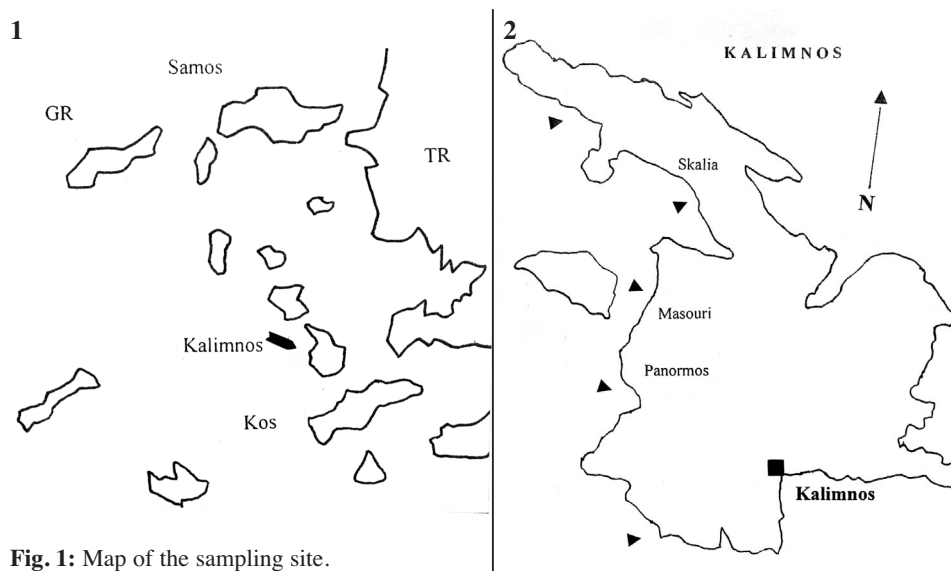 1
Samos
GR
TR
Kalimnos
Kos
Fig. 1: Map of the sampling site.
2
KALIMNOS
Skalia
N
Masouri
Panormos
Kalimnos